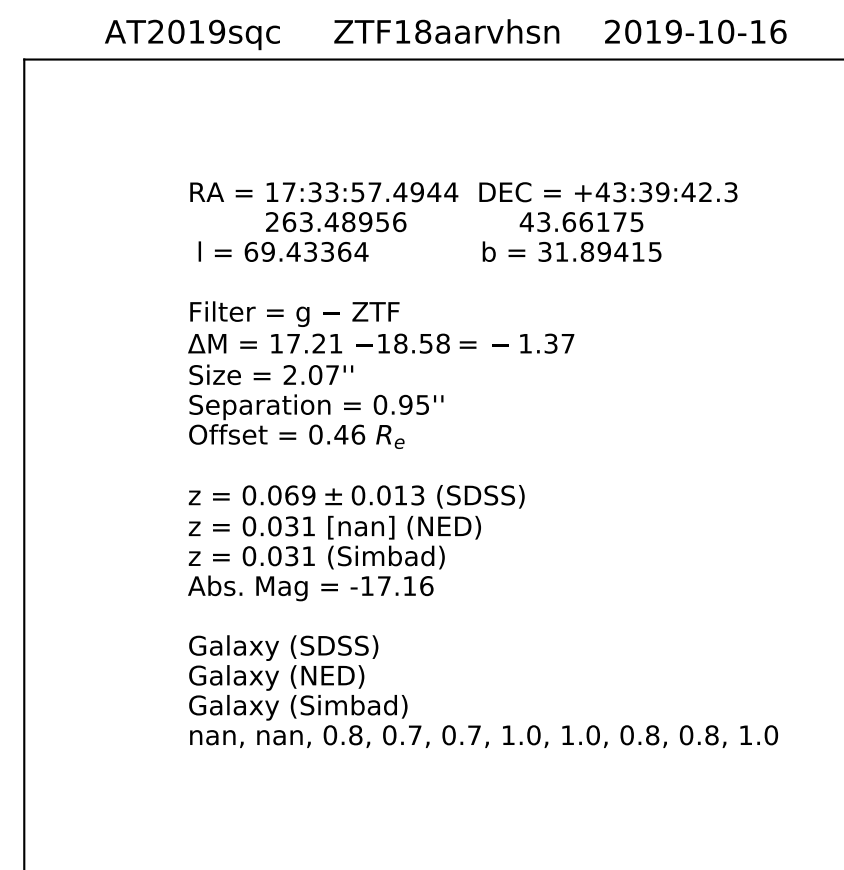 AT2019sqc ZTF18aarvhsn 2019-10-16
RA = 17:33:57.4944 DEC = +43:39:42.3
263.48956 43.66175
l = 69.43364 b = 31.89415
Filter = g − ZTF
ΔM = 17.21 −18.58 = − 1.37
Size = 2.07''
Separation = 0.95''
Offset = 0.46 Re
z = 0.069 ± 0.013 (SDSS)
z = 0.031 [nan] (NED)
z = 0.031 (Simbad)
Abs. Mag = -17.16
Galaxy (SDSS)
Galaxy (NED)
Galaxy (Simbad)
nan, nan, 0.8, 0.7, 0.7, 1.0, 1.0, 0.8, 0.8, 1.0